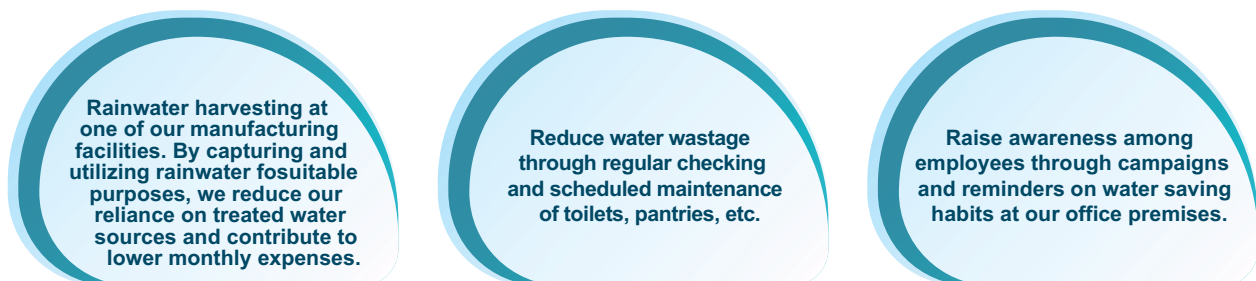 Rainwater harvesting at
one of our manufacturing
facilities. By capturing and
utilizing rainwater fosuitable
purposes, we reduce our
reliance on treated water
sources and contribute to
lower monthly expenses.
Reduce water wastage
through regular checking
and scheduled maintenance
of toilets, pantries, etc.
Raise awareness among
employees through campaigns
and reminders on water saving
habits at our office premises.